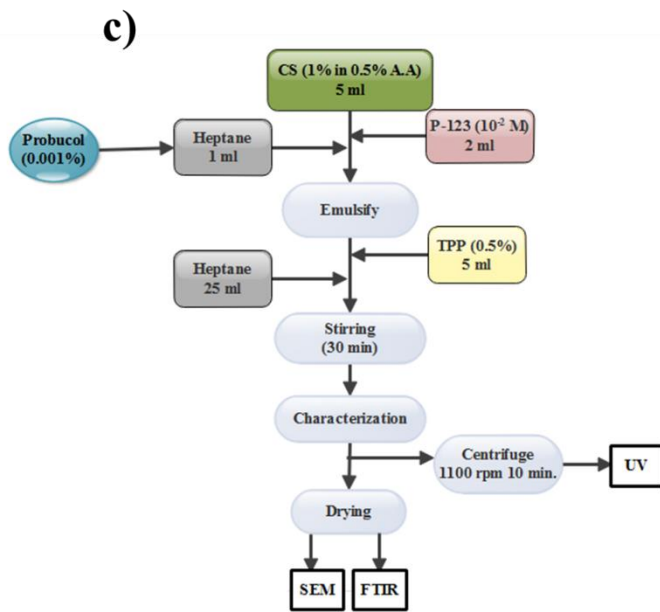 c)
CS (1% in 0.5% A.A)
5 ml
Probucol
(0.001%)
Heptane
1 ml
P-123 (10⁻² M)
2 ml
Emulsify
TPP (0.5%)
5 ml
Heptane
25 ml
Stirring
(30 min)
Characterization
Centrifuge
1100 rpm 10 min.
UV
Drying
SEM
FTIR